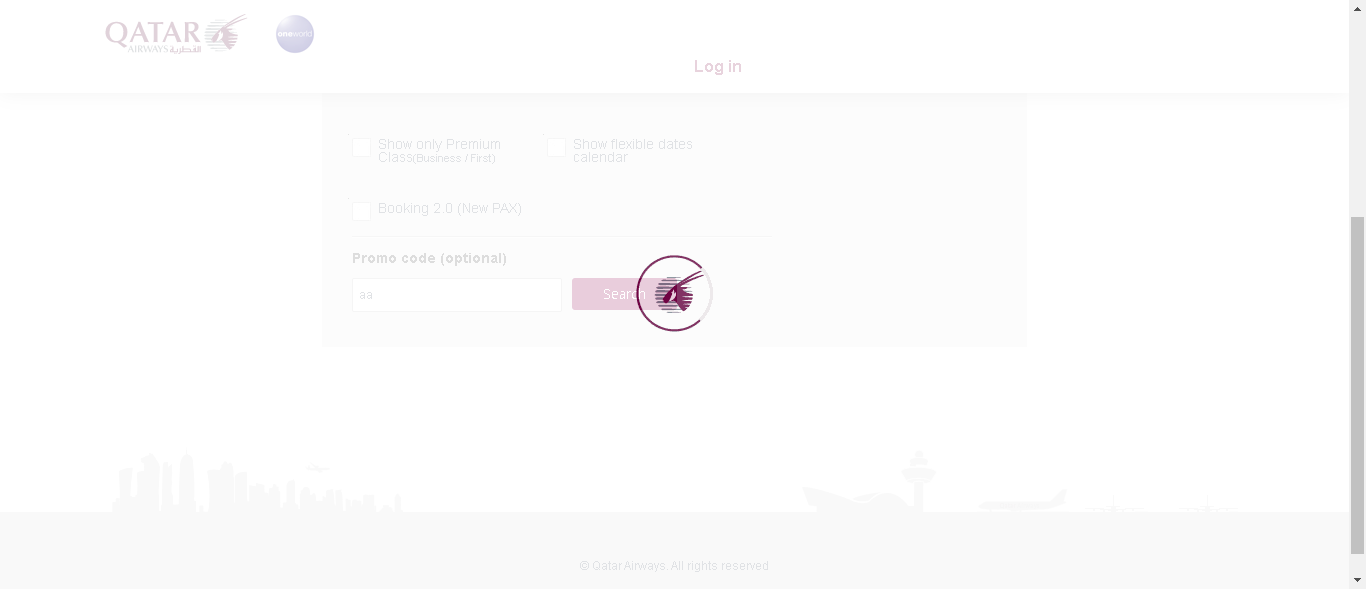 QATAR
AIRWAYS القطرية
oneworld
Log in
Show only Premium
Class(Business / First)
Show flexible dates
calendar
Booking 2.0 (New PAX)
Promo code (optional)
aa
Search
© Qatar Airways. All rights reserved